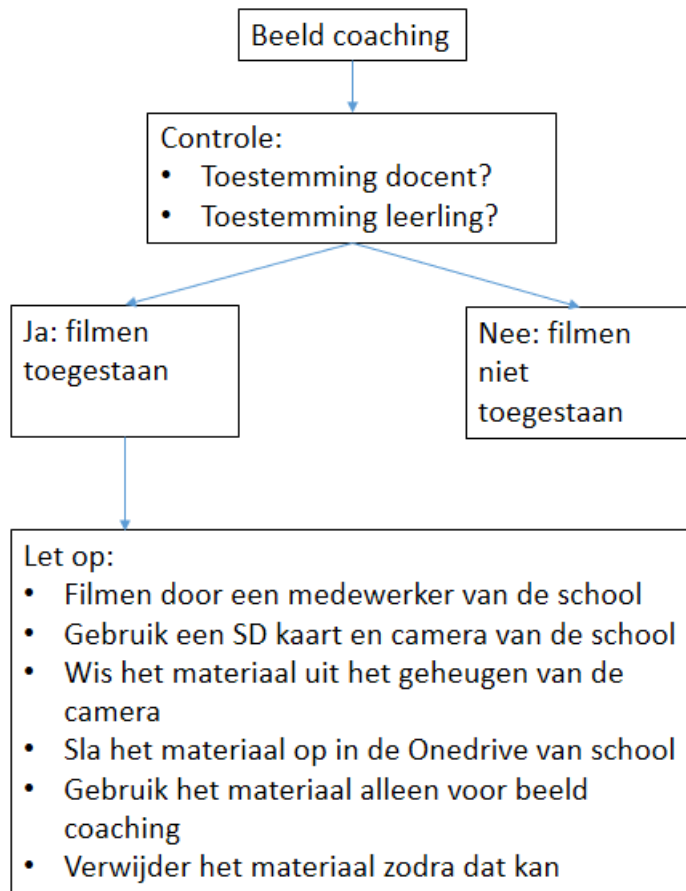 Beeld coaching
Controle:
• Toestemming docent?
• Toestemming leerling?
Ja: filmen
toegestaan
Nee: filmen
niet
toegestaan
Let op:
• Filmen door een medewerker van de school
• Gebruik een SD kaart en camera van de school
• Wis het materiaal uit het geheugen van de
camera
• Sla het materiaal op in de Onedrive van school
• Gebruik het materiaal alleen voor beeld
coaching
• Verwijder het materiaal zodra dat kan